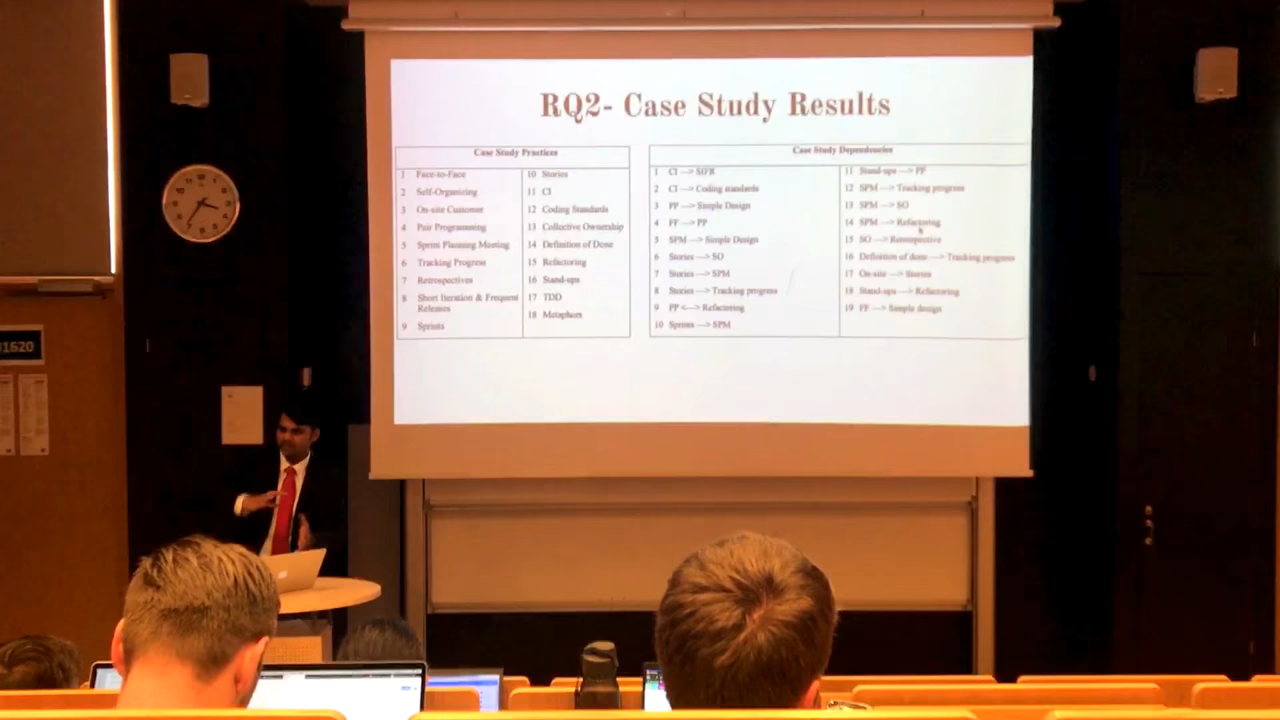 RQ2- Case Study Results
Case Study Practices
1 Face-to-Face
2 Self-Organizing
3 On-site Customer
4 Pair Programming
5 Sprint Planning Meeting
6 Tracking Progress
7 Retrospectives
8 Short Iteration & Frequent
Releases
9 Sprints
10 Stories
11 CI
12 Coding Standards
13 Collective Ownership
14 Definition of Done
15 Refactoring
16 Stand-ups
17 TDD
18 Metaphors
Case Study Dependencies
1 CI ---> SIFR
2 CI ---> Coding standards
3 PP ---> Simple Design
4 FF ---> PP
5 SPM ---> Simple Design
6 Stories ---> SO
7 Stories ---> SPM
8 Stories ---> Tracking progress
9 PP <---> Refactoring
10 Sprints ---> SPM
11 Stand-ups ---> PP
12 SPM ---> Tracking progress
13 SPM ---> SO
14 SPM ---> Refactoring
15 SO ---> Retrospective
16 Definition of done ---> Tracking progress
17 On-site ---> Stories
18 Stand-ups ---> Refactoring
19 FF ---> Simple design
1620